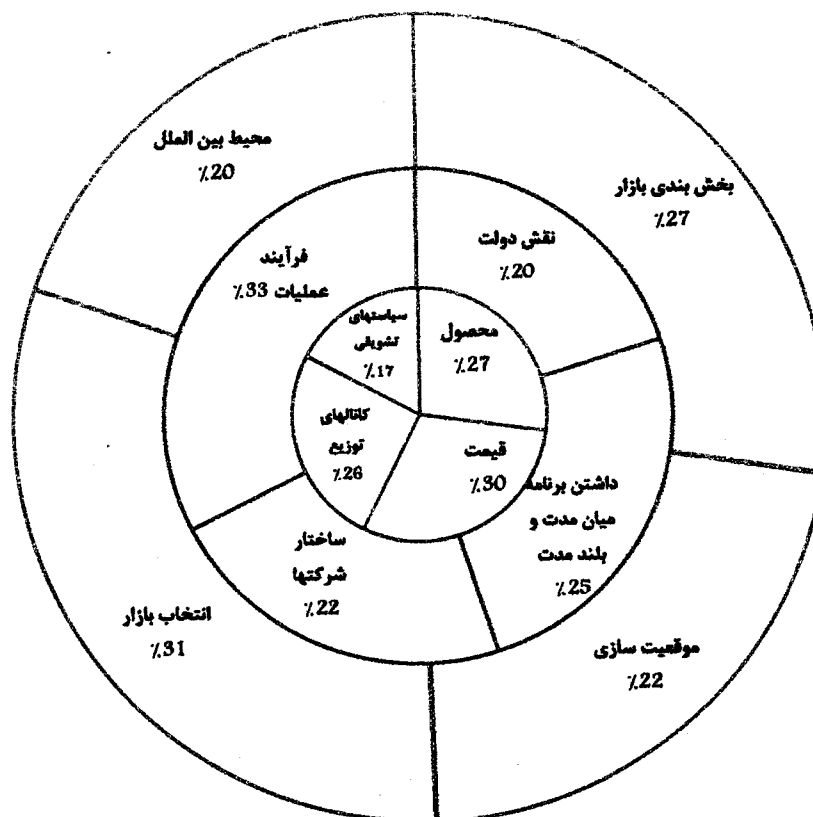 محیط بین الملل
٪20
بخش بندی بازار
٪27
نقش دولت
٪20
فرآیند
عملیات 33٪
سیاستهای
تشویقی
٪17
محصول
٪27
کانالهای
توزیع
٪26
قیمت
٪30
داشتن برنامه
میان مدت و
بلند مدت
٪25
ساختار
شرکتها
٪22
انتخاب بازار
٪31
موقعیت سازی
٪22